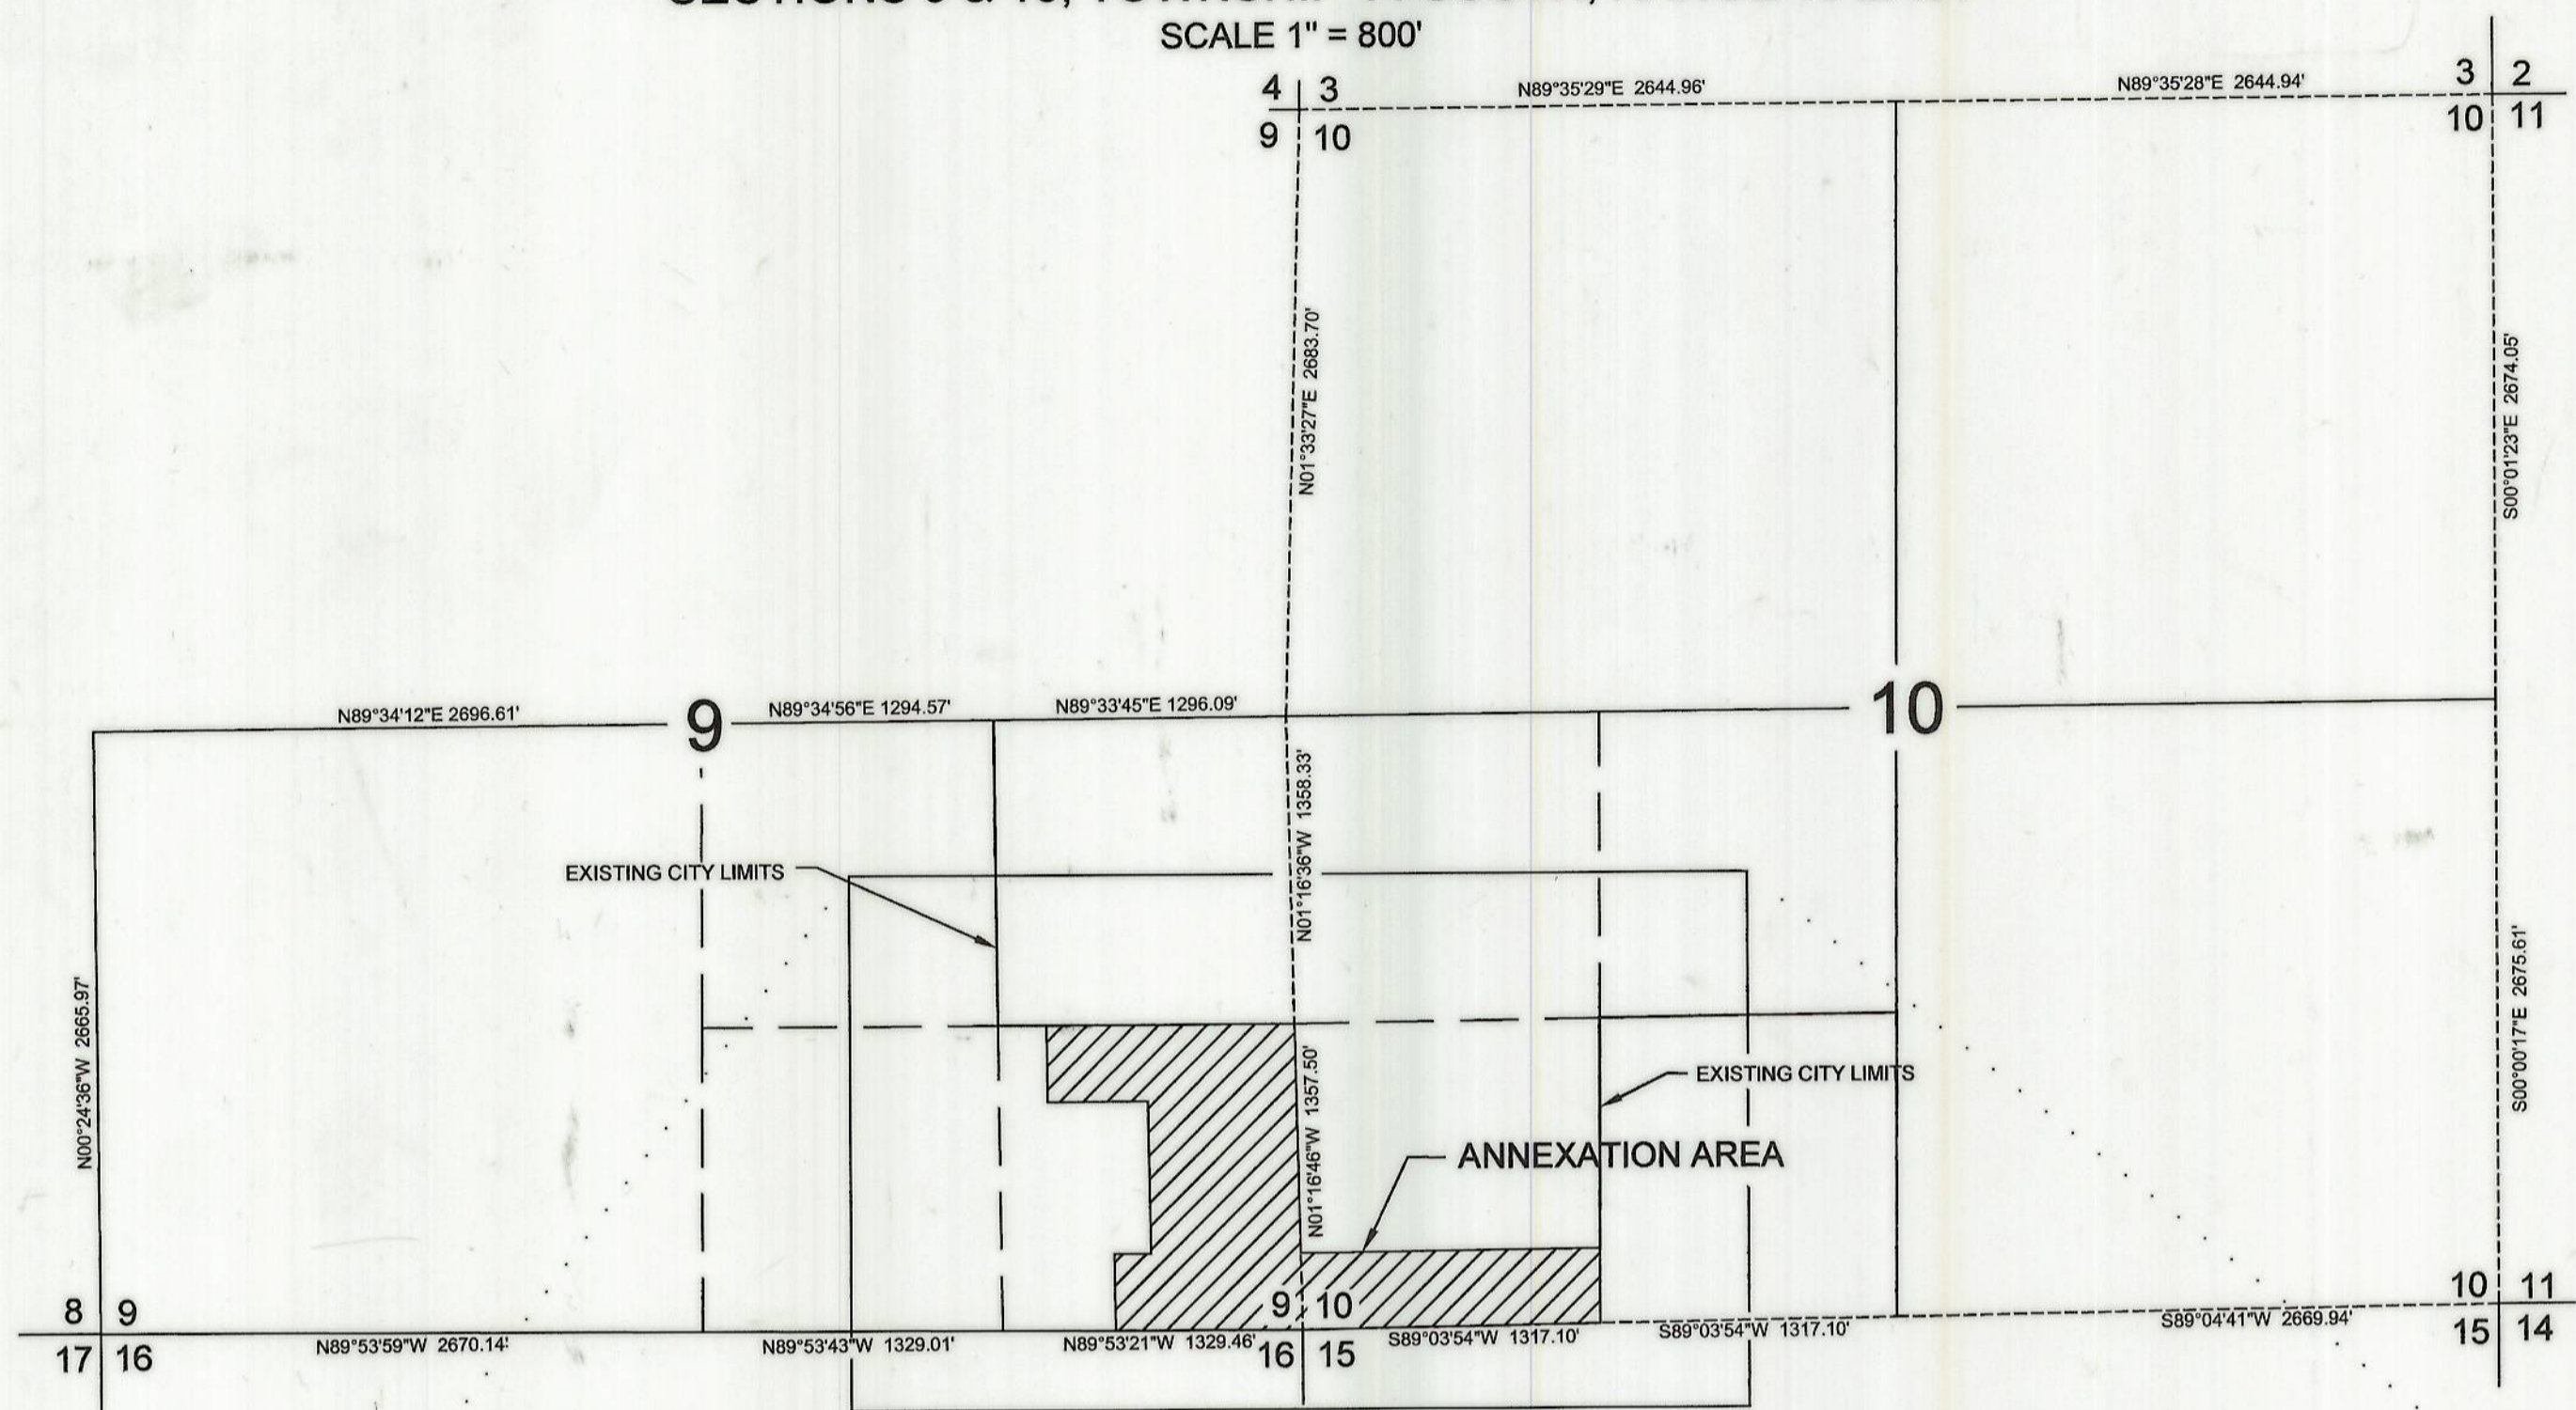 SCALE 1" = 800'
4 3
N89°35'29"E 2644.96'
N89°35'28"E 2644.94'
3 2
9 10
10 11
N01°33'27"E 2683.70'
S00°01'23"E 2674.05'
N89°34'12"E 2696.61'
9
N89°34'56"E 1294.57'
N89°33'45"E 1296.09'
10
N01°16'36"W 1358.33'
EXISTING CITY LIMITS
N00°24'36"W 2665.97'
S00°00'17"E 2675.61'
N01°16'46"W 1357.50'
EXISTING CITY LIMITS
ANNEXATION AREA
8 9
9 10
10 11
17 16
N89°53'59"W 2670.14'
N89°53'43"W 1329.01'
N89°53'21"W 1329.46'
16 15
S89°03'54"W 1317.10'
S89°03'54"W 1317.10'
S89°04'41"W 2669.94'
15 14